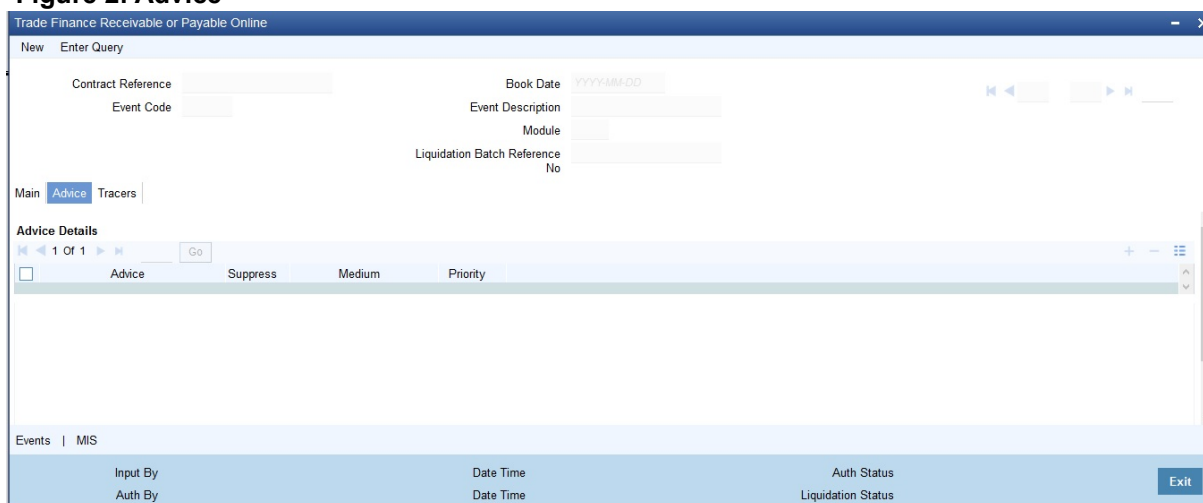 Figure 2: Advice
Trade Finance Receivable or Payable Online
New Enter Query
Contract Reference Book Date YYYY-MM-DD
Event Code Event Description
Module
Liquidation Batch Reference No
Main Advice Tracers
Advice Details
1 Of 1 Go
Advice Suppress Medium Priority
Events | MIS
Input By Date Time Auth Status
Auth By Date Time Liquidation Status
Exit